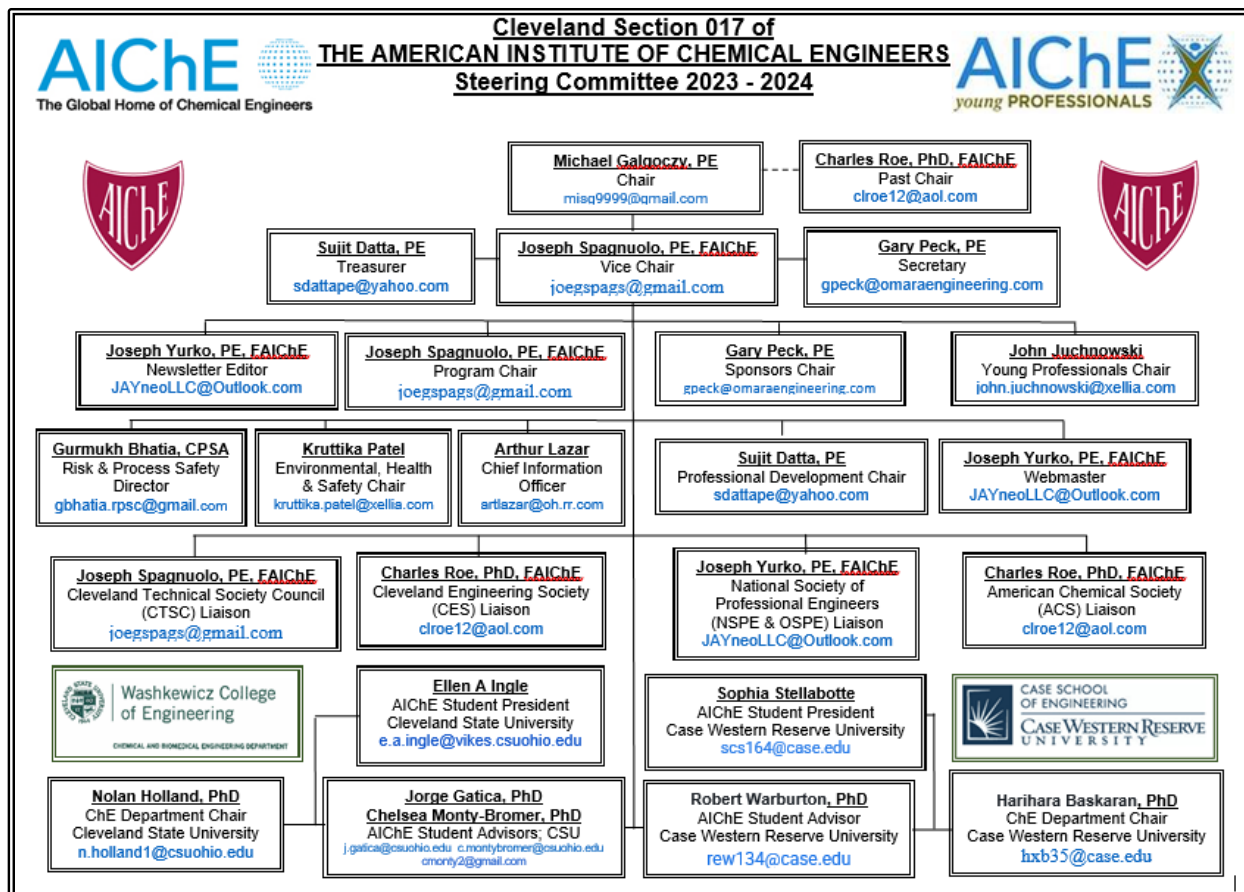 Cleveland Section 017 of
THE AMERICAN INSTITUTE OF CHEMICAL ENGINEERS
Steering Committee 2023 - 2024
AIChE
The Global Home of Chemical Engineers
AIChE
young PROFESSIONALS
AIChE
AIChE
Michael Galgoczy, PE
Chair
misg9999@gmail.com
Charles Roe, PhD, FAIChE
Past Chair
clroe12@aol.com
Sujit Datta, PE
Treasurer
sdattape@yahoo.com
Joseph Spagnuolo, PE, FAIChE
Vice Chair
joegspags@gmail.com
Gary Peck, PE
Secretary
gpeck@omaraengineering.com
Joseph Yurko, PE, FAIChE
Newsletter Editor
JAYneoLLC@Outlook.com
Joseph Spagnuolo, PE, FAIChE
Program Chair
joegspags@gmail.com
Gary Peck, PE
Sponsors Chair
gpeck@omaraengineering.com
John Juchnowski
Young Professionals Chair
john.juchnowski@xellia.com
Gurmukh Bhatia, CPSA
Risk & Process Safety
Director
gbhatia.rpsc@gmail.com
Kruttika Patel
Environmental, Health
& Safety Chair
kruttika.patel@xellia.com
Arthur Lazar
Chief Information
Officer
artlazar@oh.rr.com
Sujit Datta, PE
Professional Development Chair
sdattape@yahoo.com
Joseph Yurko, PE, FAIChE
Webmaster
JAYneoLLC@Outlook.com
Joseph Spagnuolo, PE, FAIChE
Cleveland Technical Society Council
(CTSC) Liaison
joegspags@gmail.com
Charles Roe, PhD, FAIChE
Cleveland Engineering Society
(CES) Liaison
clroe12@aol.com
Joseph Yurko, PE, FAIChE
National Society of
Professional Engineers
(NSPE & OSPE) Liaison
JAYneoLLC@Outlook.com
Charles Roe, PhD, FAIChE
American Chemical Society
(ACS) Liaison
clroe12@aol.com
Washkewicz College
of Engineering
CHEMICAL AND BIOMEDICAL ENGINEERING DEPARTMENT
Ellen A Ingle
AIChE Student President
Cleveland State University
e.a.ingle@vikes.csuohio.edu
Sophia Stellabotte
AIChE Student President
Case Western Reserve University
scs164@case.edu
CASE SCHOOL
OF ENGINEERING
CASE WESTERN RESERVE
UNIVERSITY
Nolan Holland, PhD
ChE Department Chair
Cleveland State University
n.holland1@csuohio.edu
Jorge Gatica, PhD
Chelsea Monty-Bromer, PhD
AIChE Student Advisors; CSU
j.gatica@csuohio.edu c.montybromer@csuohio.edu
cmonty2@gmail.com
Robert Warburton, PhD
AIChE Student Advisor
Case Western Reserve University
rew134@case.edu
Harihara Baskaran, PhD
ChE Department Chair
Case Western Reserve University
hxb35@case.edu